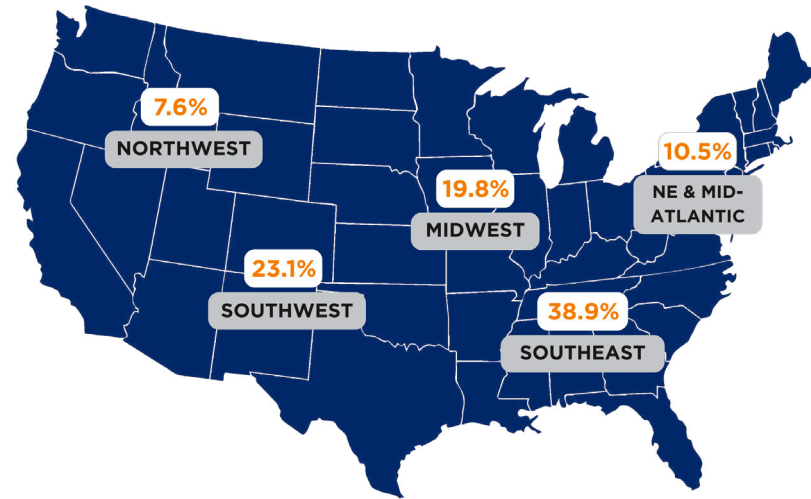 7.6%
NORTHWEST
10.5%
NE & MID-
ATLANTIC
19.8%
MIDWEST
23.1%
SOUTHWEST
38.9%
SOUTHEAST